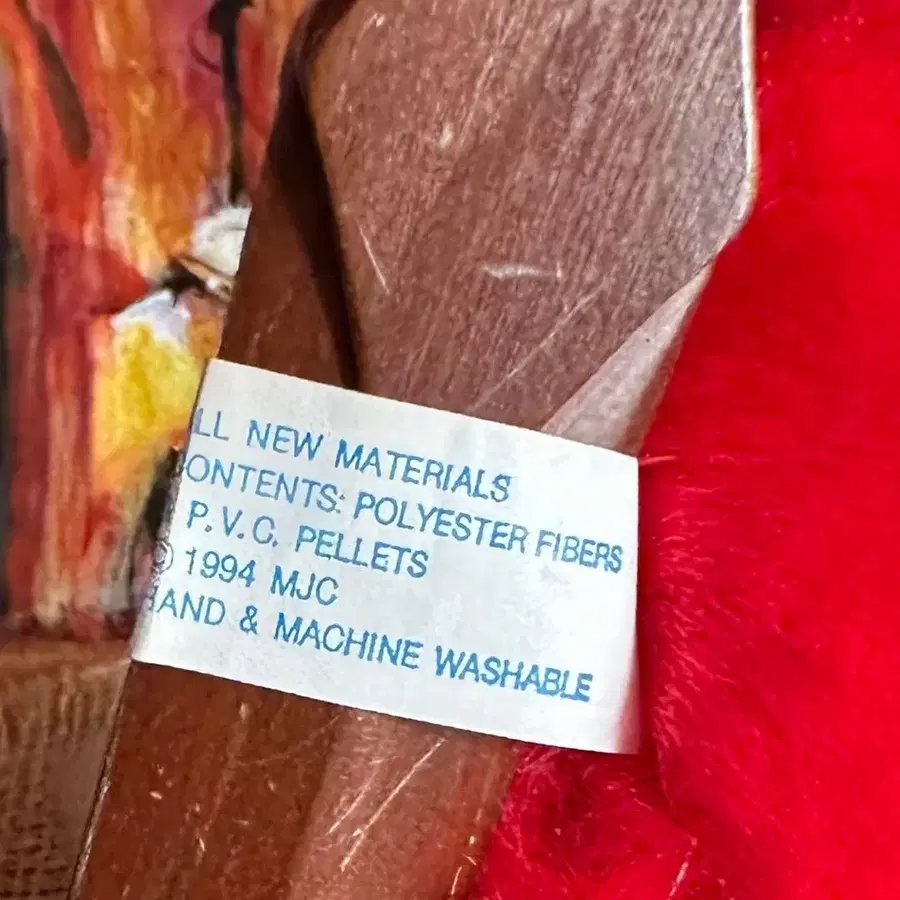 LL NEW MATERIALS
ONTENTS: POLYESTER FIBERS
P.V.C. PELLETS
© 1994 MJC
HAND & MACHINE WASHABLE